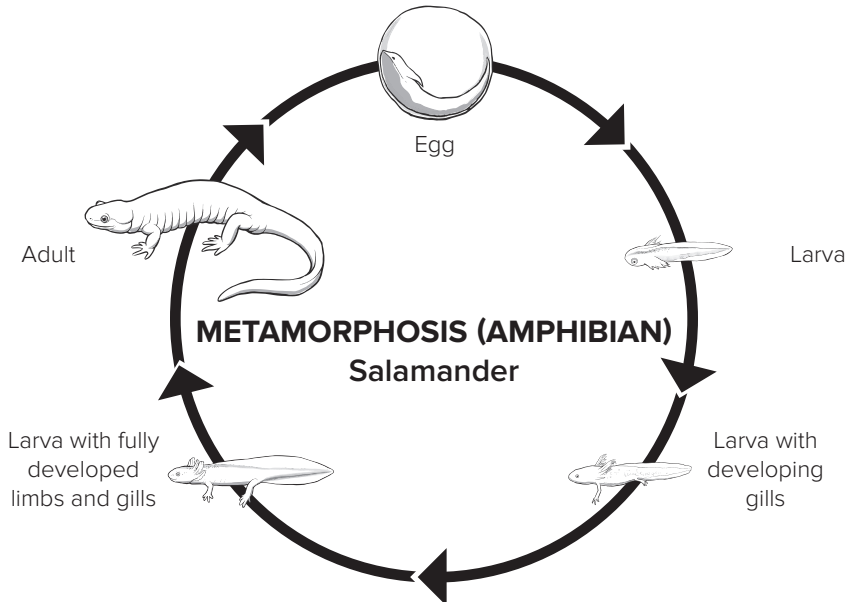 Egg
Adult
Larva
METAMORPHOSIS (AMPHIBIAN)
Salamander
Larva with fully
developed
limbs and gills
Larva with
developing
gills